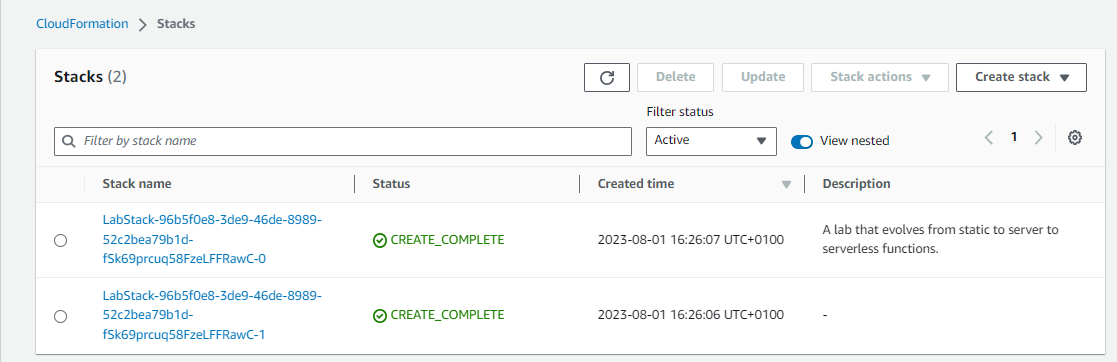 CloudFormation > Stacks
Stacks (2)
Delete
Update
Stack actions
Create stack
Filter status
Filter by stack name
Active
View nested
1
Stack name
Status
Created time
Description
LabStack-96b5f0e8-3de9-46de-8989-
52c2bea79b1d-
fSk69prcuq58FzeLFFRawC-0
CREATE_COMPLETE
2023-08-01 16:26:07 UTC+0100
A lab that evolves from static to server to
serverless functions.
LabStack-96b5f0e8-3de9-46de-8989-
52c2bea79b1d-
fSk69prcuq58FzeLFFRawC-1
CREATE_COMPLETE
2023-08-01 16:26:06 UTC+0100
-